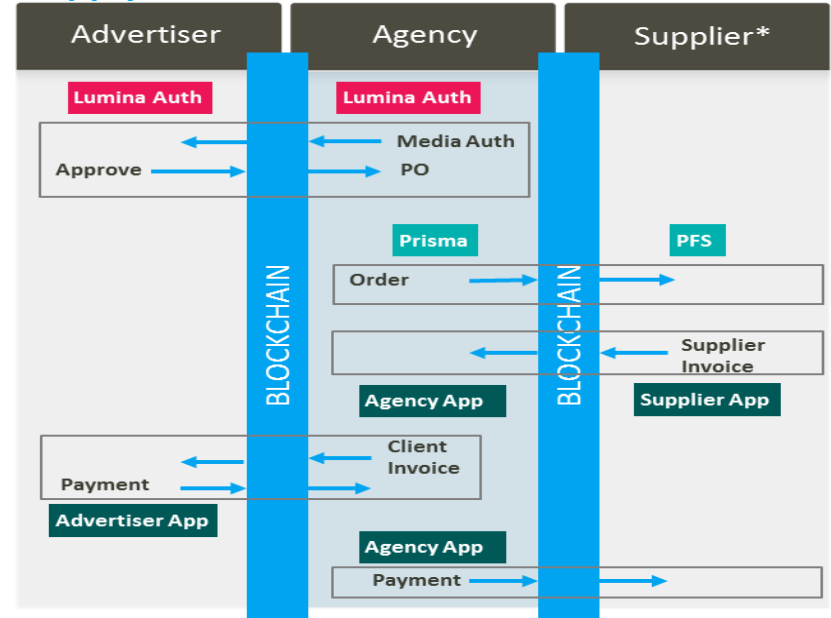 Advertiser
Agency
Supplier*
Lumina Auth
Lumina Auth
Media Auth
Approve
PO
Prisma
PFS
Order
BLOCKCHAIN
BLOCKCHAIN
Supplier
Invoice
Agency App
Supplier App
Client
Invoice
Payment
Advertiser App
Agency App
Payment